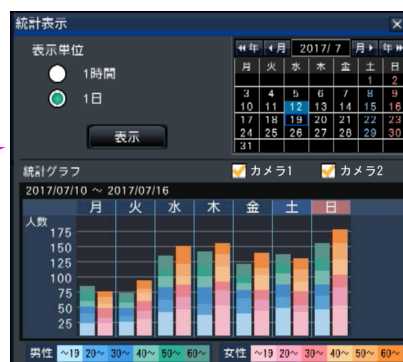 統計表示
表示単位
1時間
1日
表示
年 月 2017/ 7 月 年
月 火 水 木 金 土 日
1 2
3 4 5 6 7 8 9
10 11 12 13 14 15 16
17 18 19 20 21 22 23
24 25 26 27 28 29 30
31
統計グラフ カメラ1 カメラ2
2017/07/10 ～ 2017/07/16
月 火 水 木 金 土 日
人数
175
150
125
100
75
50
25
男性 ～19 20～ 30～ 40～ 50～ 60～ 女性 ～19 20～ 30～ 40～ 50～ 60～